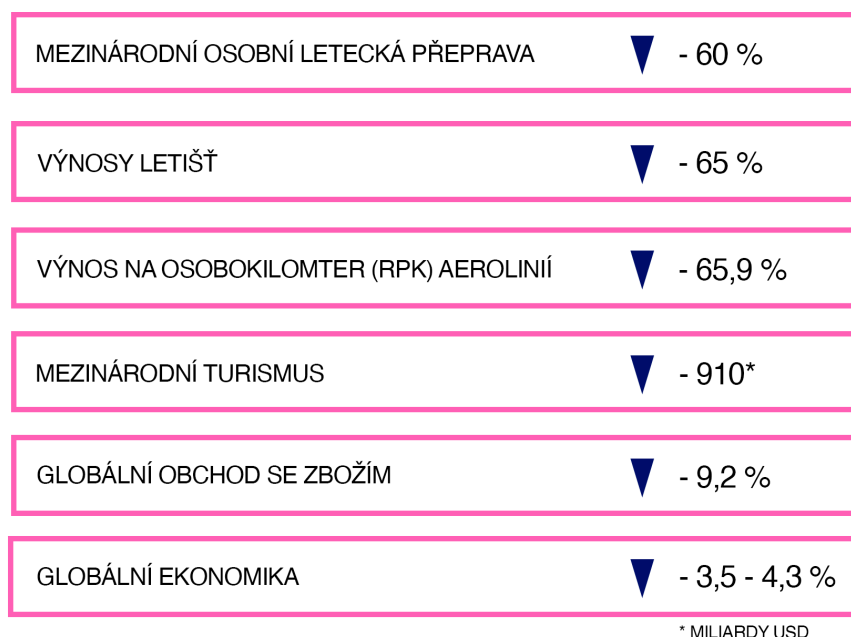 MEZINÁRODNÍ OSOBNÍ LETECKÁ PŘEPRAVA - 60 %
VÝNOSY LETIŠŤ - 65 %
VÝNOS NA OSOBOKILOMTER (RPK) AEROLINIÍ - 65,9 %
MEZINÁRODNÍ TURISMUS - 910*
GLOBÁLNÍ OBCHOD SE ZBOŽÍM - 9,2 %
GLOBÁLNÍ EKONOMIKA - 3,5 - 4,3 %
* MILIARDY USD